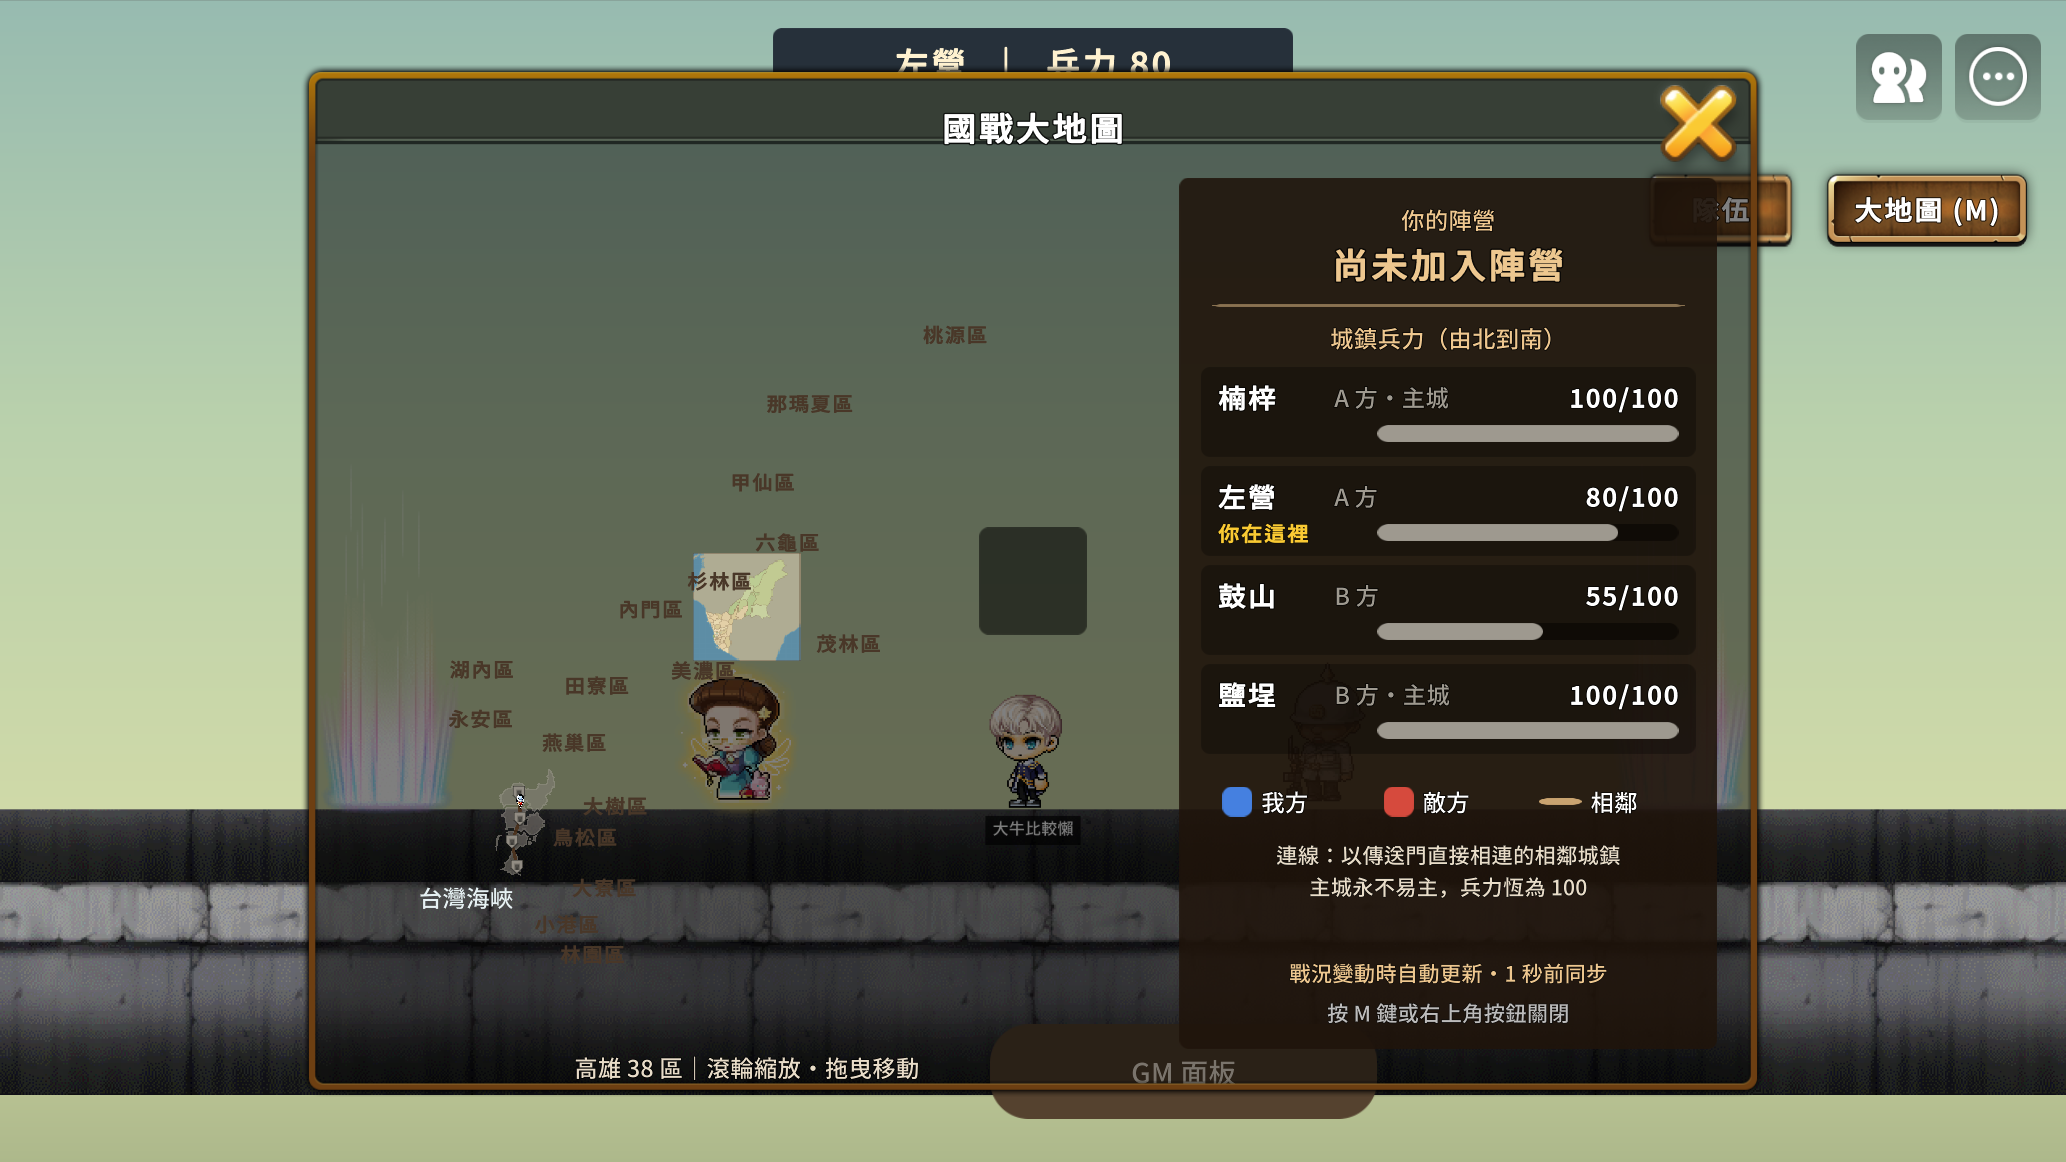 左營 | 兵力 80
國戰大地圖
隊伍
大地圖 (M)
你的陣營
尚未加入陣營
城鎮兵力（由北到南）
楠梓 A 方・主城 100/100
左營 A 方 80/100
你在這裡
鼓山 B 方 55/100
鹽埕 B 方・主城 100/100
我方 敵方 相鄰
連線：以傳送門直接相連的相鄰城鎮
主城永不易主，兵力恆為 100
戰況變動時自動更新・1 秒前同步
按 M 鍵或右上角按鈕關閉
桃源區
那瑪夏區
甲仙區
六龜區
杉林區
內門區
茂林區
湖內區
美濃區
田寮區
永安區
燕巢區
大樹區
鳥松區
大牛比較懶
大寮區
台灣海峽
小港區
林園區
高雄 38 區｜滾輪縮放・拖曳移動
GM 面板